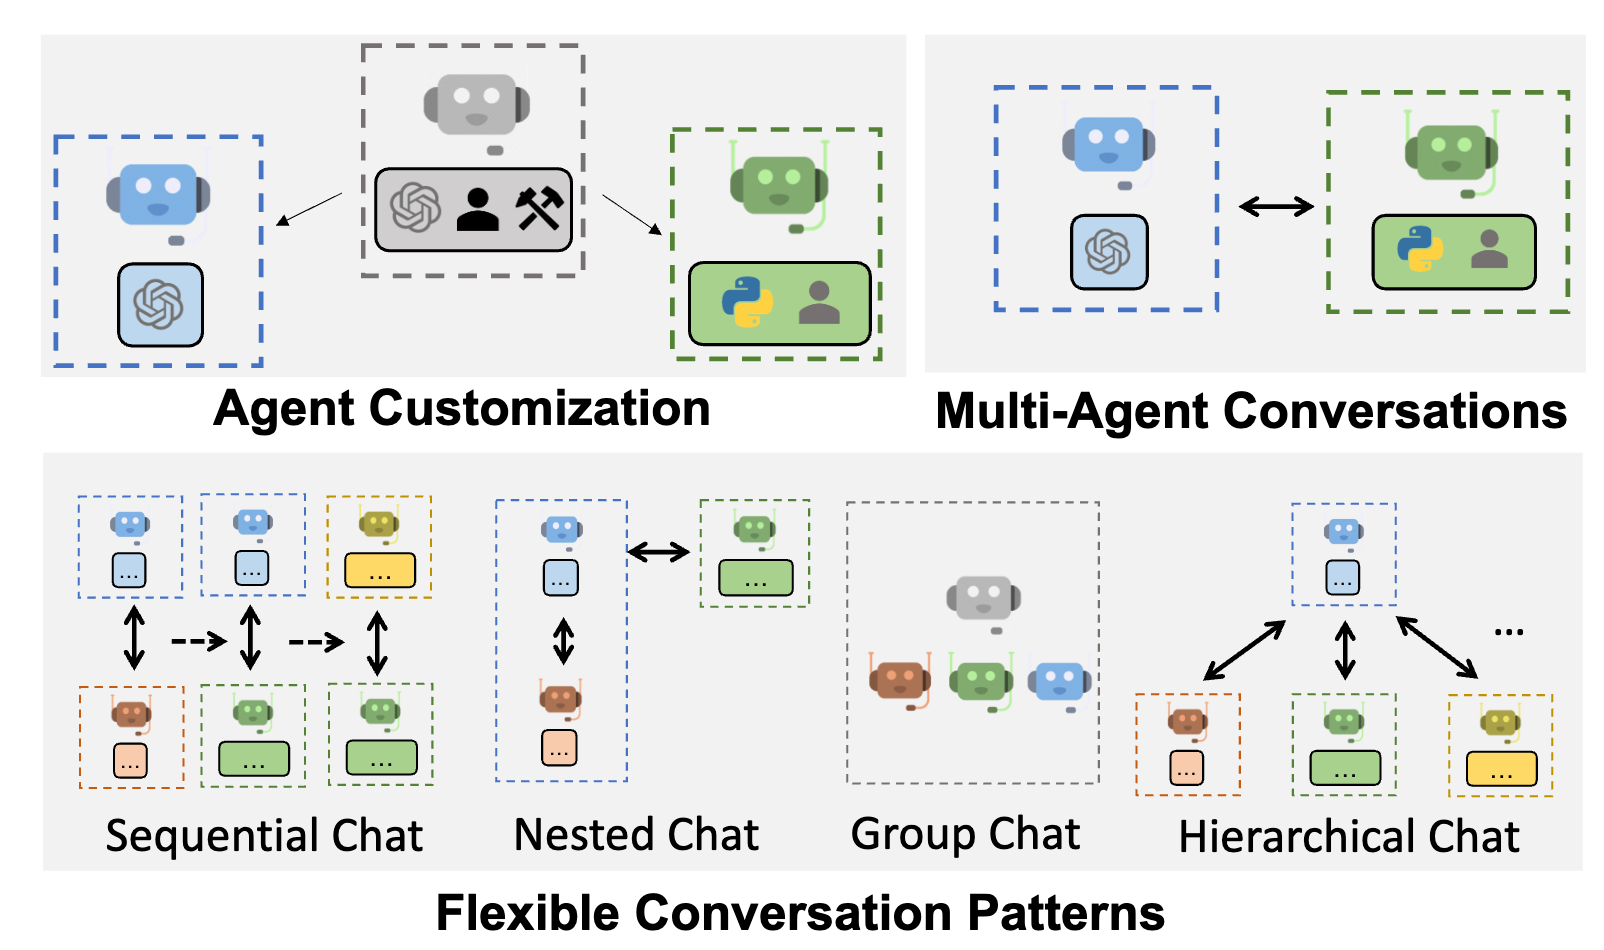 Agent Customization
Multi-Agent Conversations
... ... ...
... ... ...
Sequential Chat
...
...
...
Nested Chat
Group Chat
...
...
... ... ...
Hierarchical Chat
Flexible Conversation Patterns